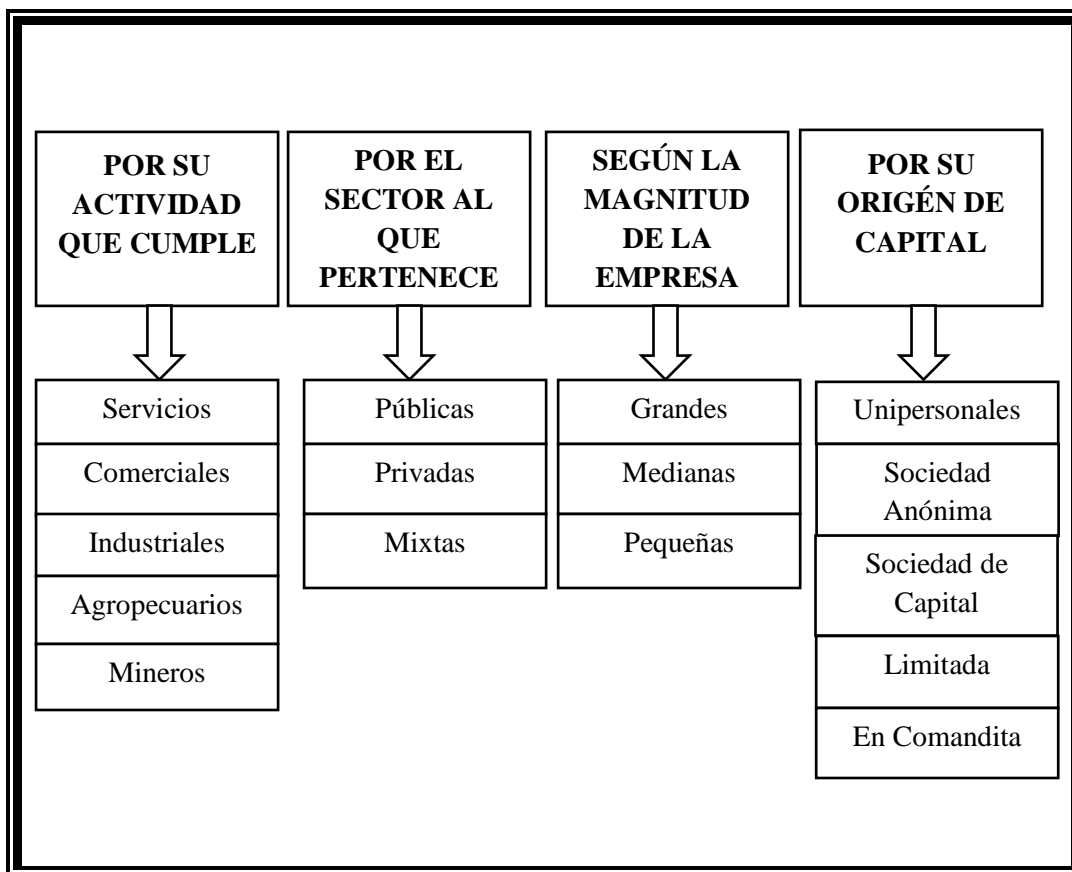 POR SU
ACTIVIDAD
QUE CUMPLE
POR EL
SECTOR AL
QUE
PERTENECE
SEGÚN LA
MAGNITUD
DE LA
EMPRESA
POR SU
ORIGÉN DE
CAPITAL
Servicios
Comerciales
Industriales
Agropecuarios
Mineros
Públicas
Privadas
Mixtas
Grandes
Medianas
Pequeñas
Unipersonales
Sociedad
Anónima
Sociedad de
Capital
Limitada
En Comandita